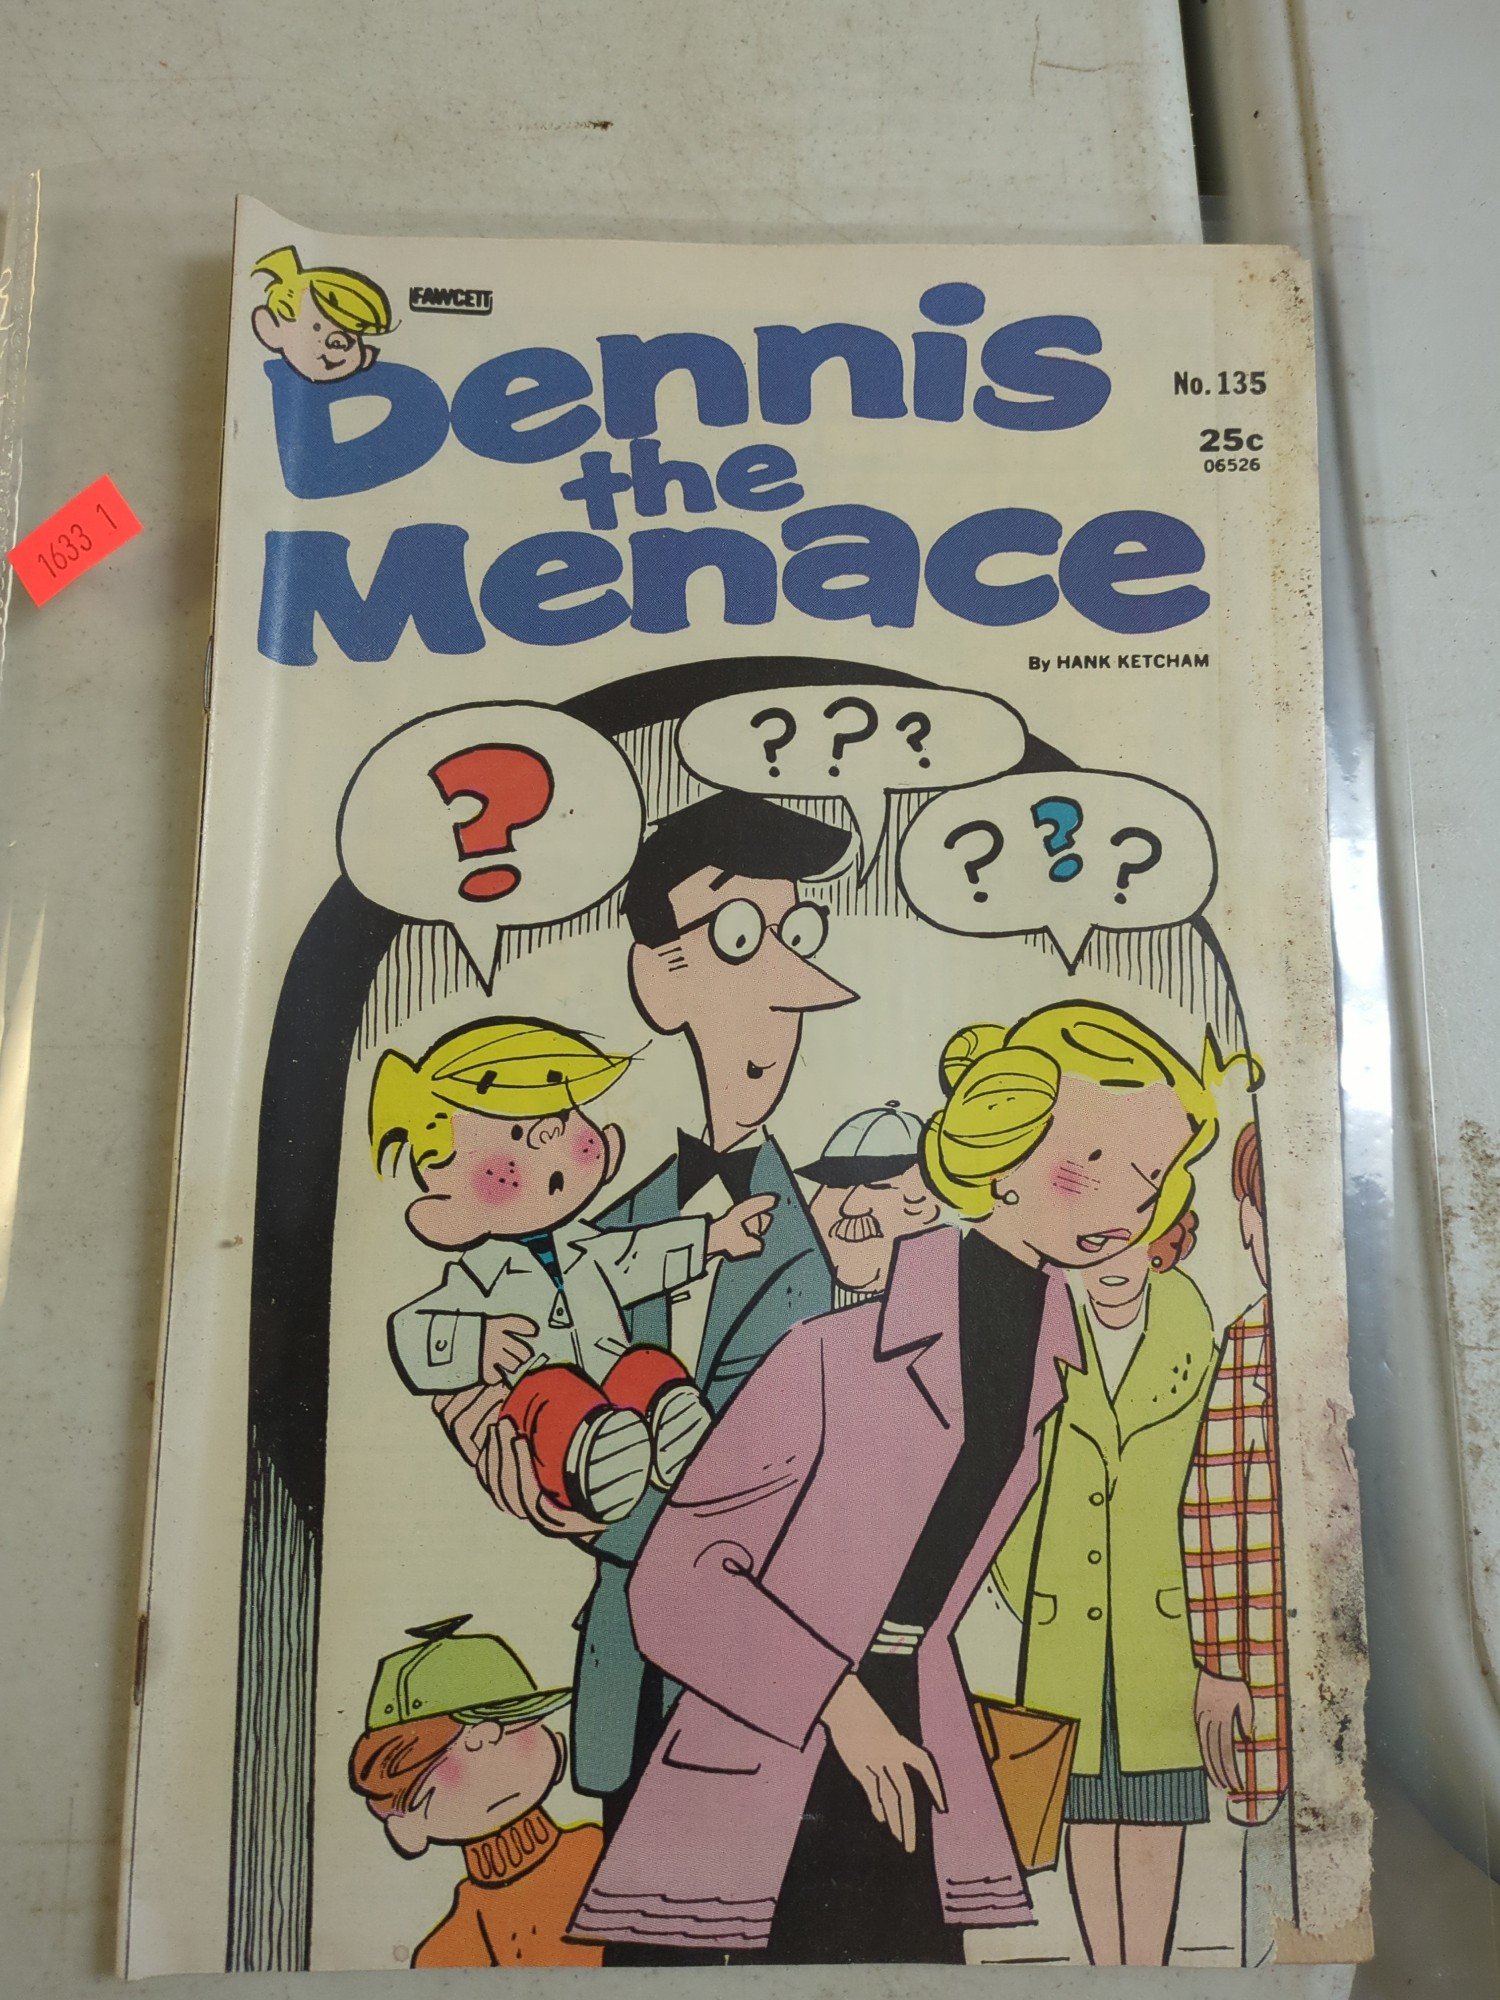 FAWCETT
Dennis
the
Menace
No. 135
25c
06526
By HANK KETCHAM
?
? ? ?
? ? ?
1633 1